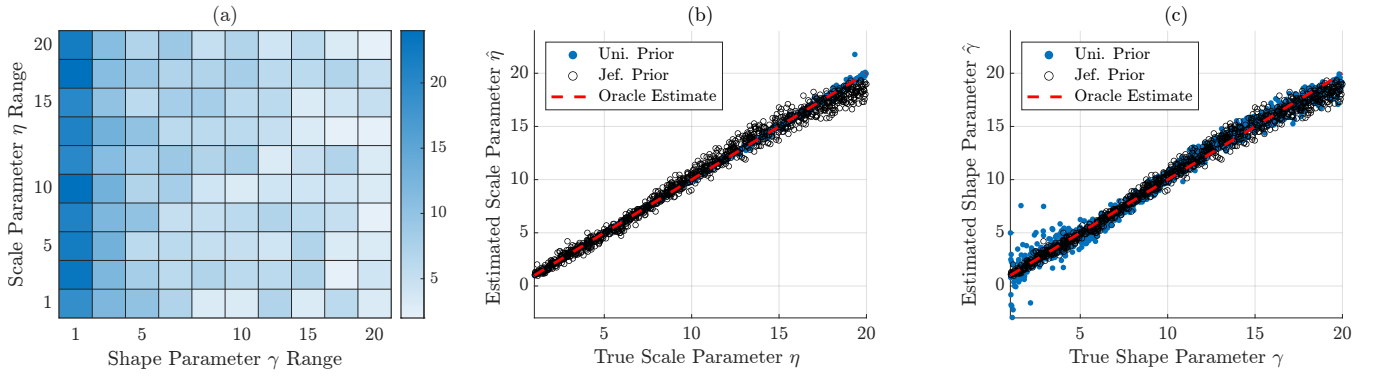 (a)
Scale Parameter η Range
20
15
10
5
1
1
5
10
15
20
Shape Parameter γ Range
20
15
10
5
(b)
Estimated Scale Parameter η̂
Uni. Prior
Jef. Prior
Oracle Estimate
20
15
10
5
0
5
10
15
20
True Scale Parameter η
(c)
Estimated Shape Parameter γ̂
Uni. Prior
Jef. Prior
Oracle Estimate
20
15
10
5
0
5
10
15
20
True Shape Parameter γ